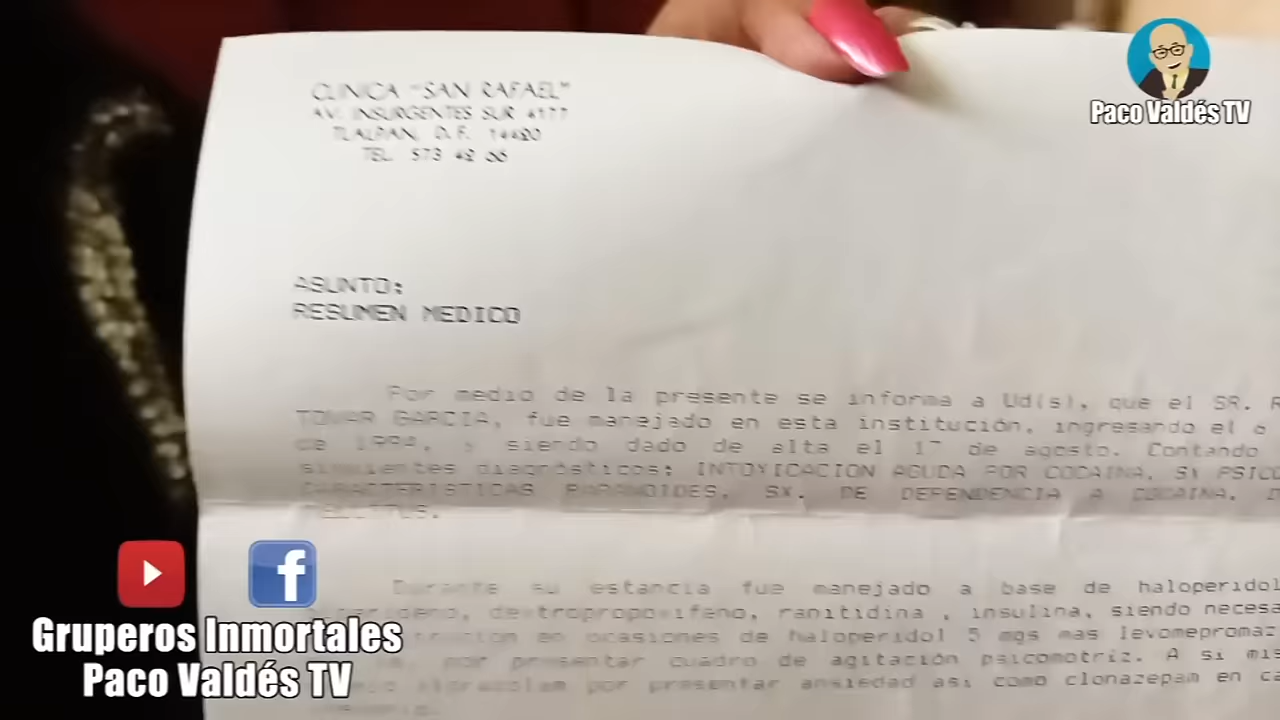 Paco Valdés TV
CLINICA "SAN RAFAEL"
AV. INSURGENTES SUR 4177
TLALPAN, D.F. 14420
TEL. 573 42 66
ASUNTO:
RESUMEN MEDICO
Por medio de la presente se informa a Ud(s), que el SR. R
TOVAR GARCIA, fue manejado en esta institución, ingresando el 6
de 1994, y siendo dado de alta el 17 de agosto. Contando
siguientes diagnósticos: INTOXICACION AGUDA POR COCAINA, SX PSICO
CARACTERISTICAS PARANOIDES, SX. DE DEPENDENCIA A COCAINA, D
Durante su estancia fue manejado a base de haloperidol
dextropropoxifeno, ranitidina , insulina, siendo necesa
en ocasiones de haloperidol 5 mgs mas levomepromaz
por presentar cuadro de agitación psicomotriz. A si mis
alprazolam por presentar ansiedad asi como clonazepam en ca
Gruperos Inmortales
Paco Valdés TV